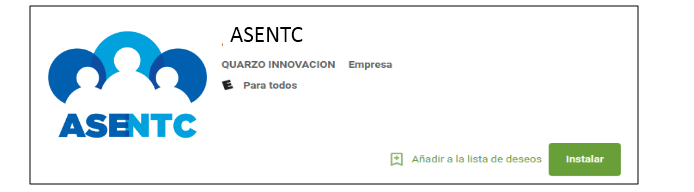 ASENTC
QUARZO INNOVACION Empresa
E Para todos
ASENTC
Añadir a la lista de deseos Instalar